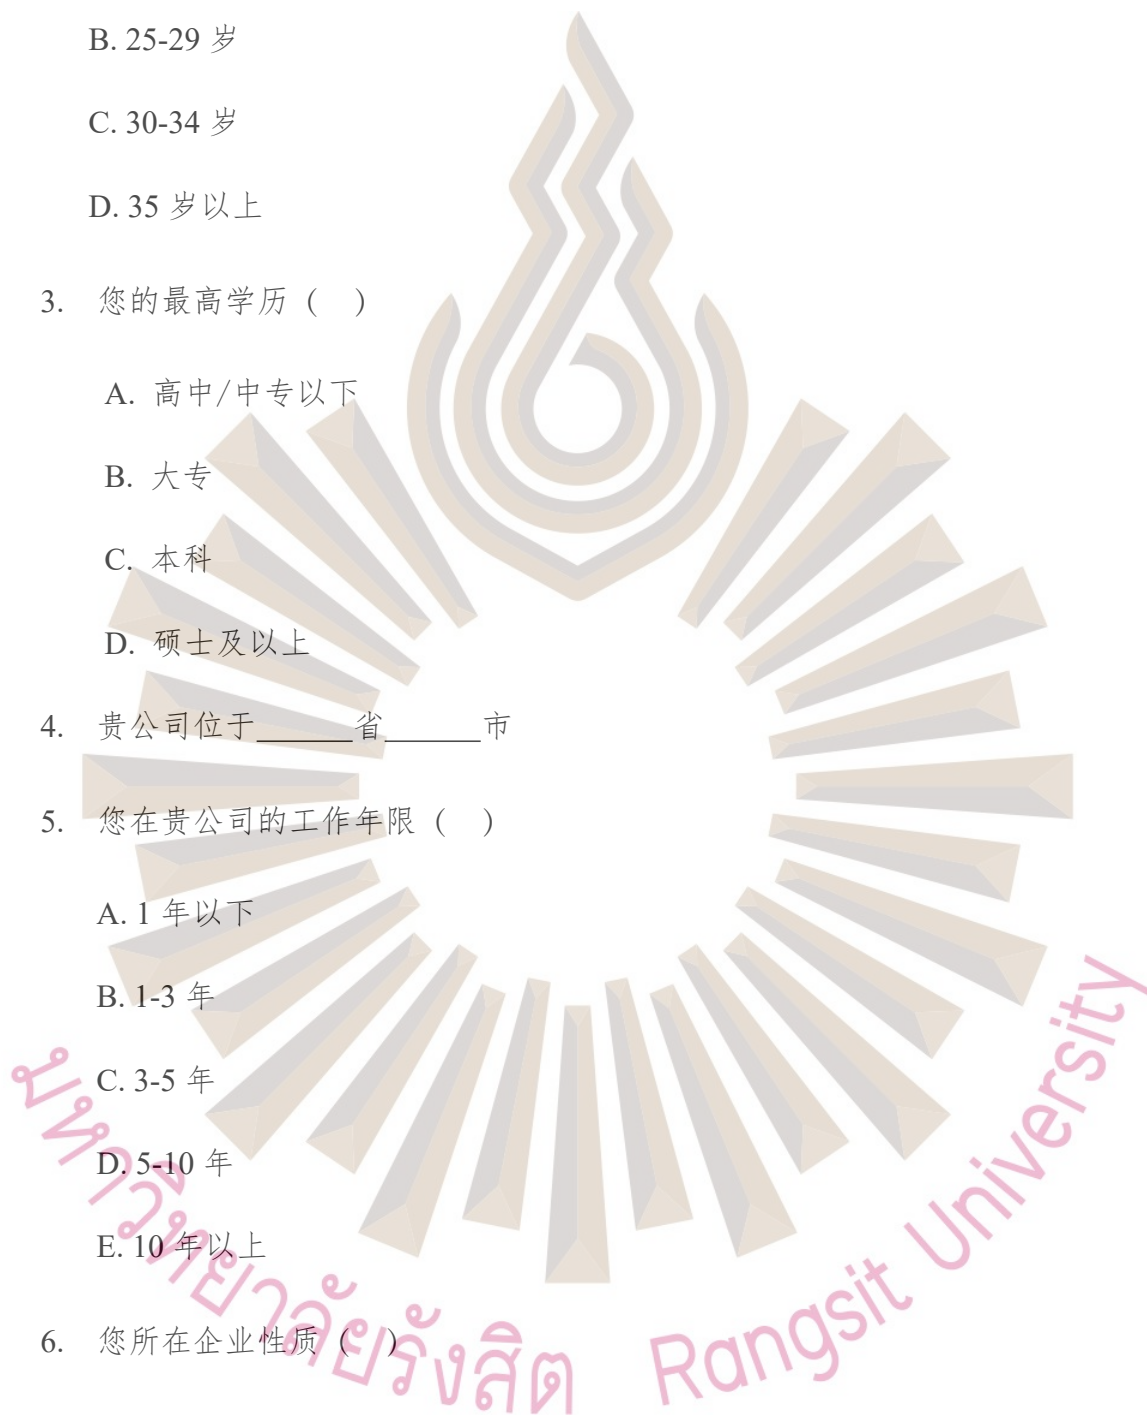 B. 25-29 岁
C. 30-34 岁
D. 35 岁以上
3. 您的最高学历 ( )
A. 高中/中专以下
B. 大专
C. 本科
D. 硕士及以上
4. 贵公司位于______省______市
5. 您在贵公司的工作年限 ( )
A. 1 年以下
B. 1-3 年
C. 3-5 年
D. 5-10 年
E. 10 年以上
6. 您所在企业性质 ( )
มหาวิทยาลัยรังสิต Rangsit University